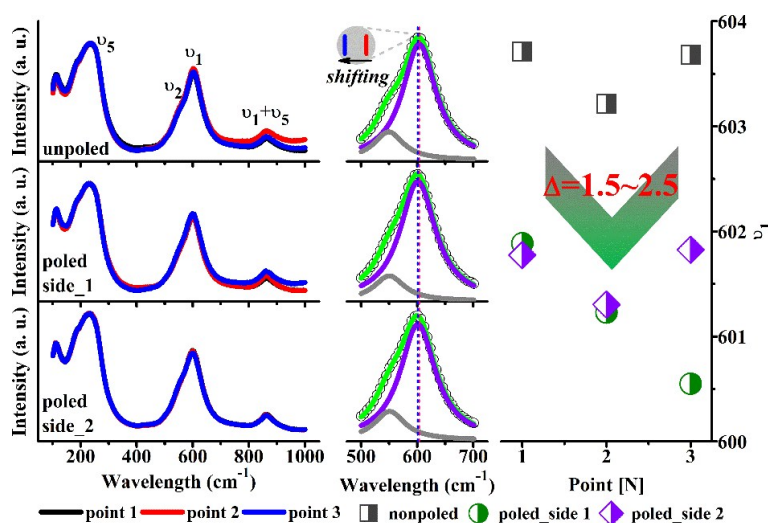 Intensity (a. u.)
υ5
υ2
υ1
υ1+υ5
unpoled
shifting
Intensity (a. u.)
poled
side_1
Intensity (a. u.)
poled
side_2
200 400 600 800 1000
Wavelength (cm-1)
500 600 700
Wavelength (cm-1)
Δ=1.5~2.5
604
603
602
601
600
υ1
1 2 3
Point [N]
point 1 point 2 point 3 nonpoled poled_side 1 poled_side 2